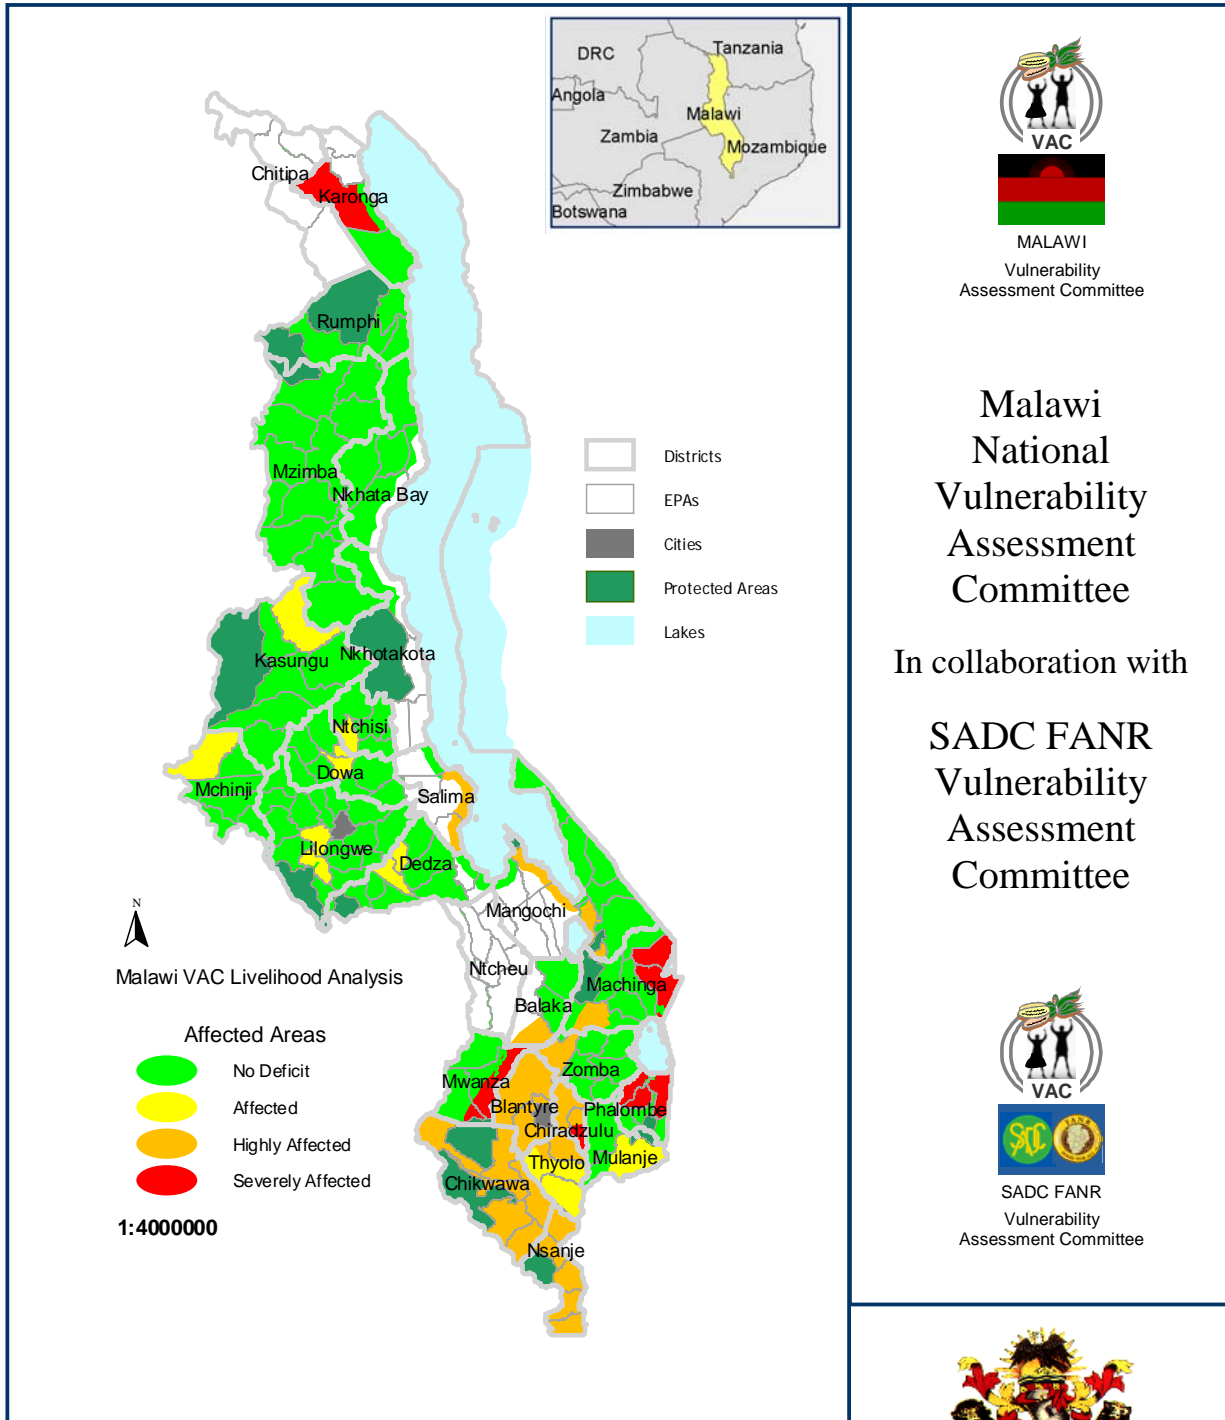 DRC
Tanzania
Angola
Malawi
Zambia
Mozambique
Zimbabwe
Botswana
Chitipa
Karonga
Rumphi
Mzimba
Nkhata Bay
Kasungu
Nkhotakota
Ntchisi
Dowa
Mchinji
Salima
Lilongwe
Dedza
Mangochi
Ntcheu
Machinga
Balaka
Mwanza
Zomba
Blantyre
Phalombe
Chiradzulu
Thyolo
Mulanje
Chikwawa
Nsanje
Districts
EPAs
Cities
Protected Areas
Lakes
N
Malawi VAC Livelihood Analysis
Affected Areas
No Deficit
Affected
Highly Affected
Severely Affected
1:4000000
VAC
MALAWI
Vulnerability
Assessment Committee
Malawi
National
Vulnerability
Assessment
Committee
In collaboration with
SADC FANR
Vulnerability
Assessment
Committee
VAC
SADC
FANR
SADC FANR
Vulnerability
Assessment Committee